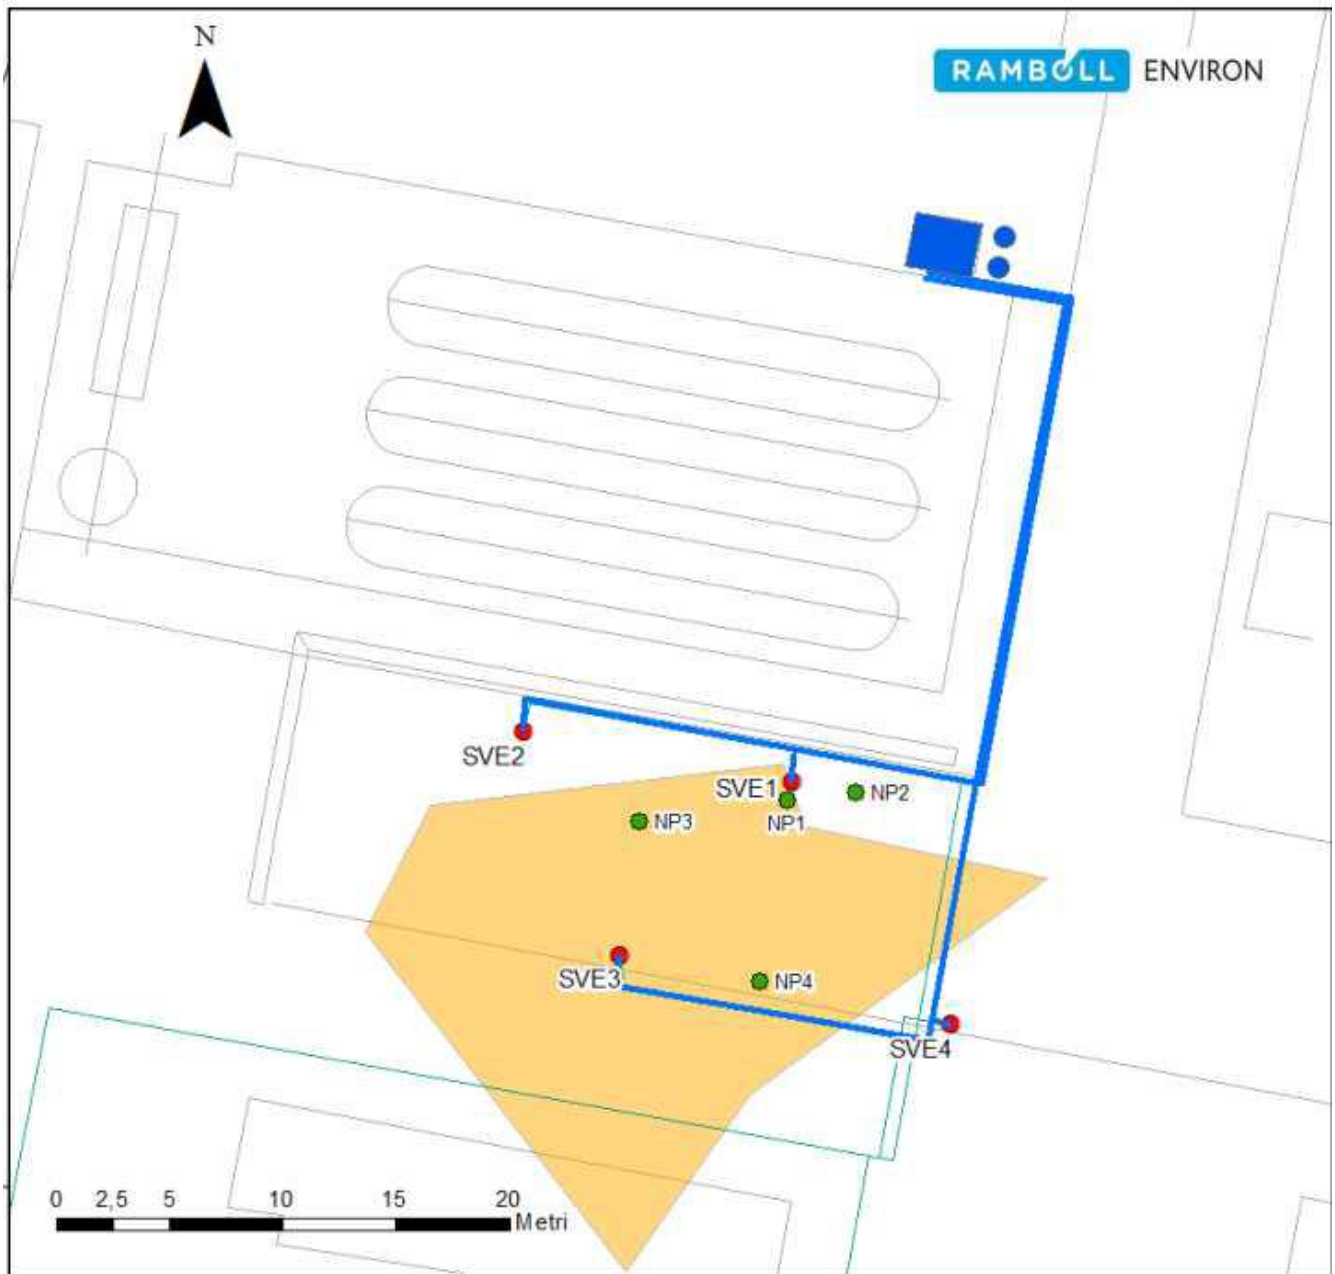 N
RAMBOLL ENVIRON
SVE2
SVE1
NP2
NP3
NP1
SVE3
NP4
SVE4
0 2,5 5 10 15 20
Metri